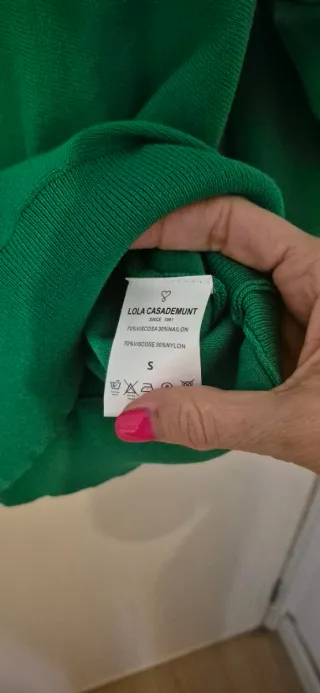 LOLA CASADEMUNT
SINCE 1981
70%VISCOSA 30%NAILON
70%VISCOSE 30%NYLON
S